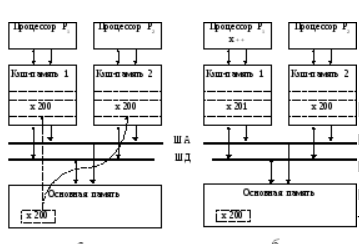 Процессор P Процессор P Процессор P Процессор P
x
Кэш-память 1 Кэш-память 2 Кэш-память 1 Кэш-память 2
x 200 x 200 x 201 x 200
ША
ШД
Основная память Основная память
x 200 x 200